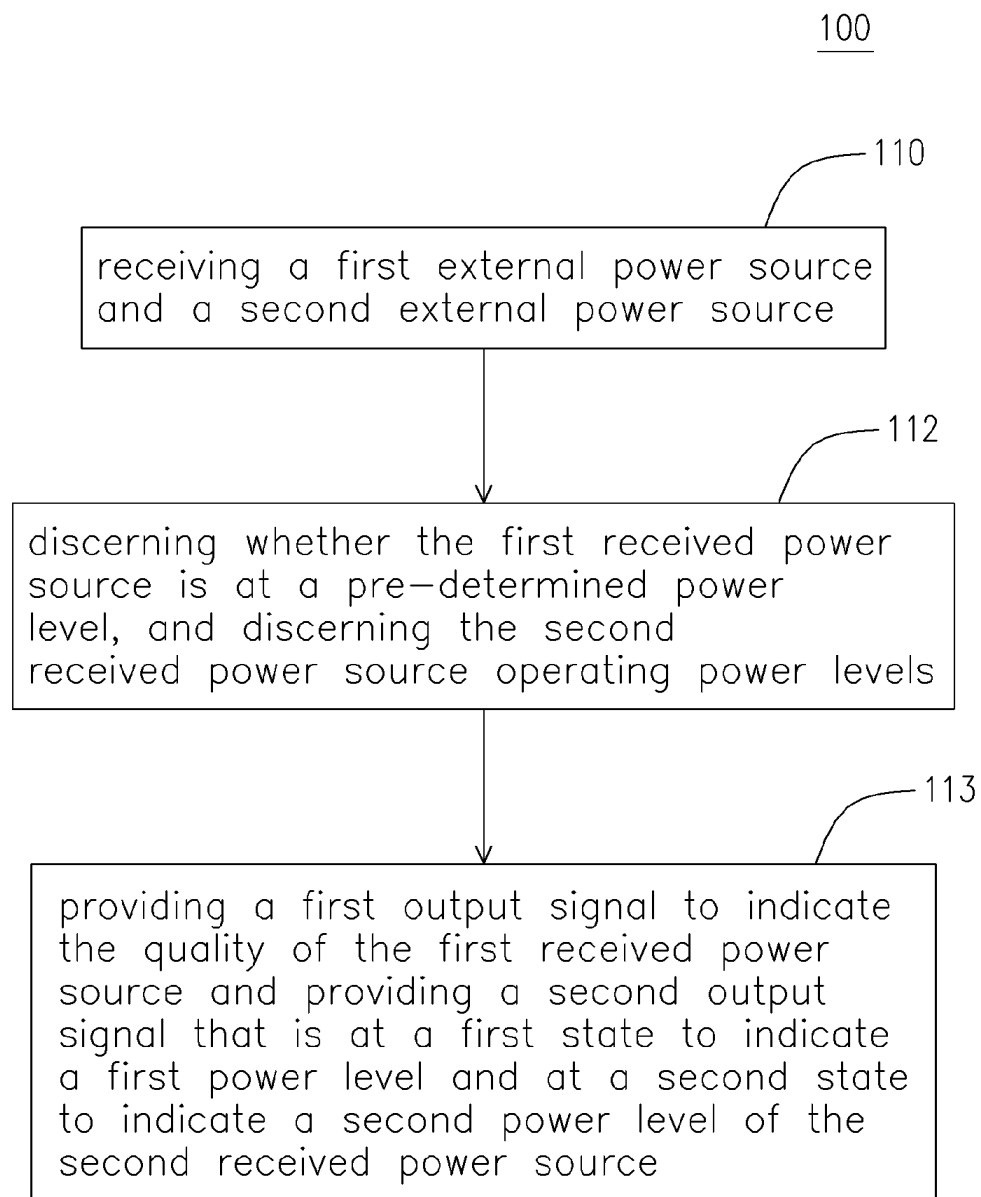 100
110
receiving a first external power source
and a second external power source
112
discerning whether the first received power
source is at a pre-determined power
level, and discerning the second
received power source operating power levels
113
providing a first output signal to indicate
the quality of the first received power
source and providing a second output
signal that is at a first state to indicate
a first power level and at a second state
to indicate a second power level of the
second received power source